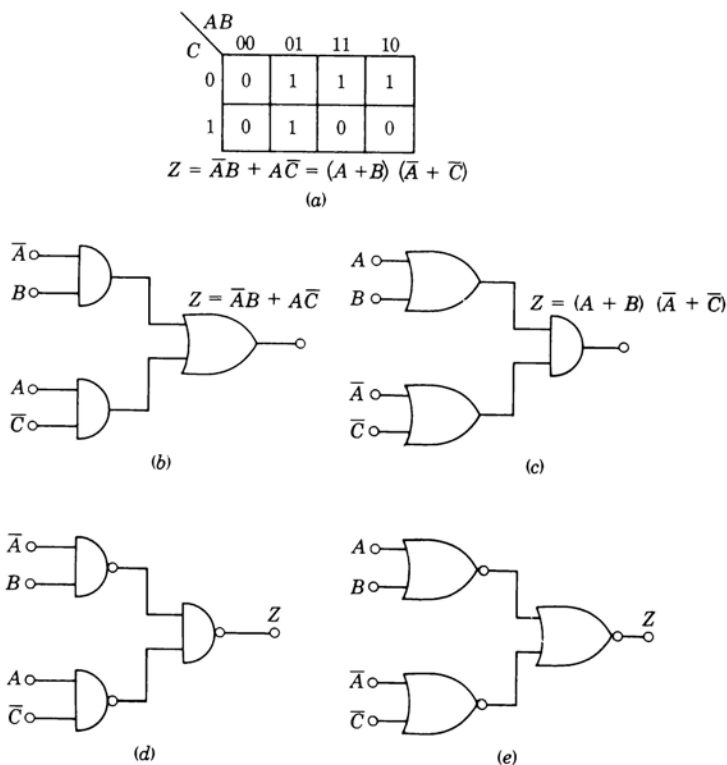 AB
C 00 01 11 10
0 0 1 1 1
1 0 1 0 0
Z = A̅B + AC̅ = (A + B) (A̅ + C̅)
(a)
A̅
B
Z = A̅B + AC̅
A
C̅
(b)
A
B
Z = (A + B) (A̅ + C̅)
A̅
C̅
(c)
A̅
B
Z
A
C̅
(d)
A
B
Z
A̅
C̅
(e)